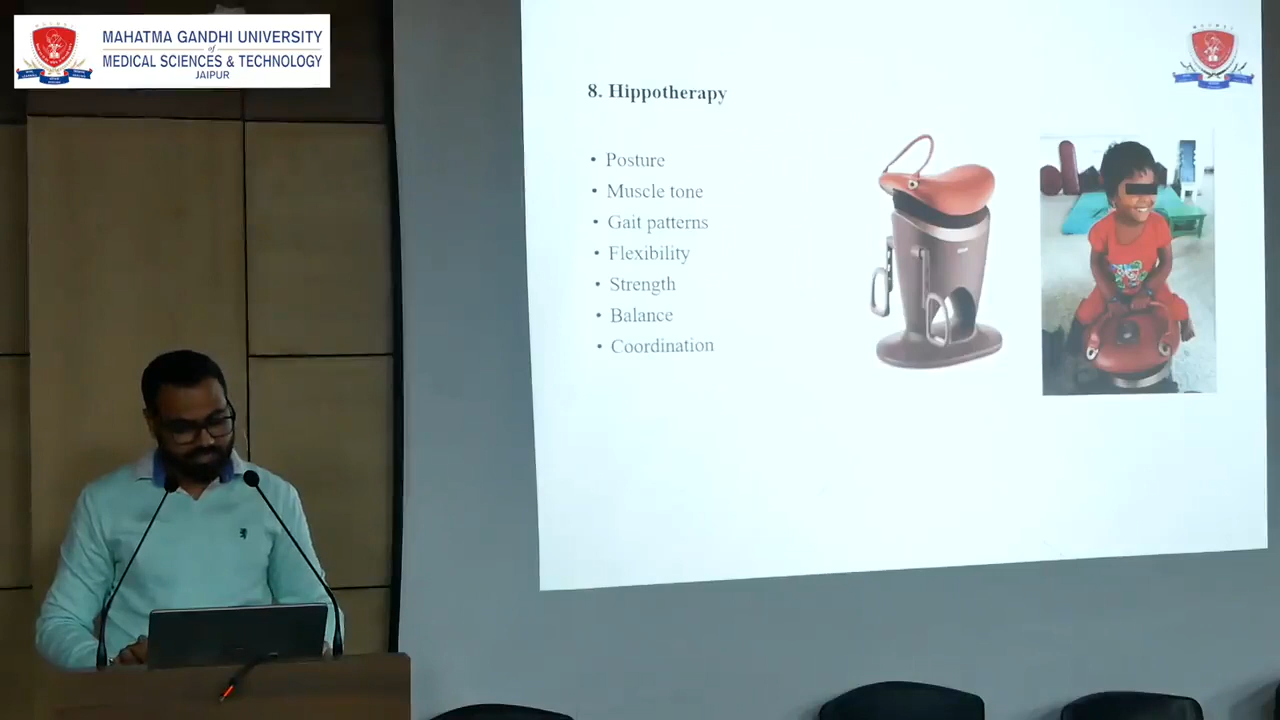 MAHATMA GANDHI UNIVERSITY
of
MEDICAL SCIENCES & TECHNOLOGY
JAIPUR
8. Hippotherapy
• Posture
• Muscle tone
• Gait patterns
• Flexibility
• Strength
• Balance
• Coordination